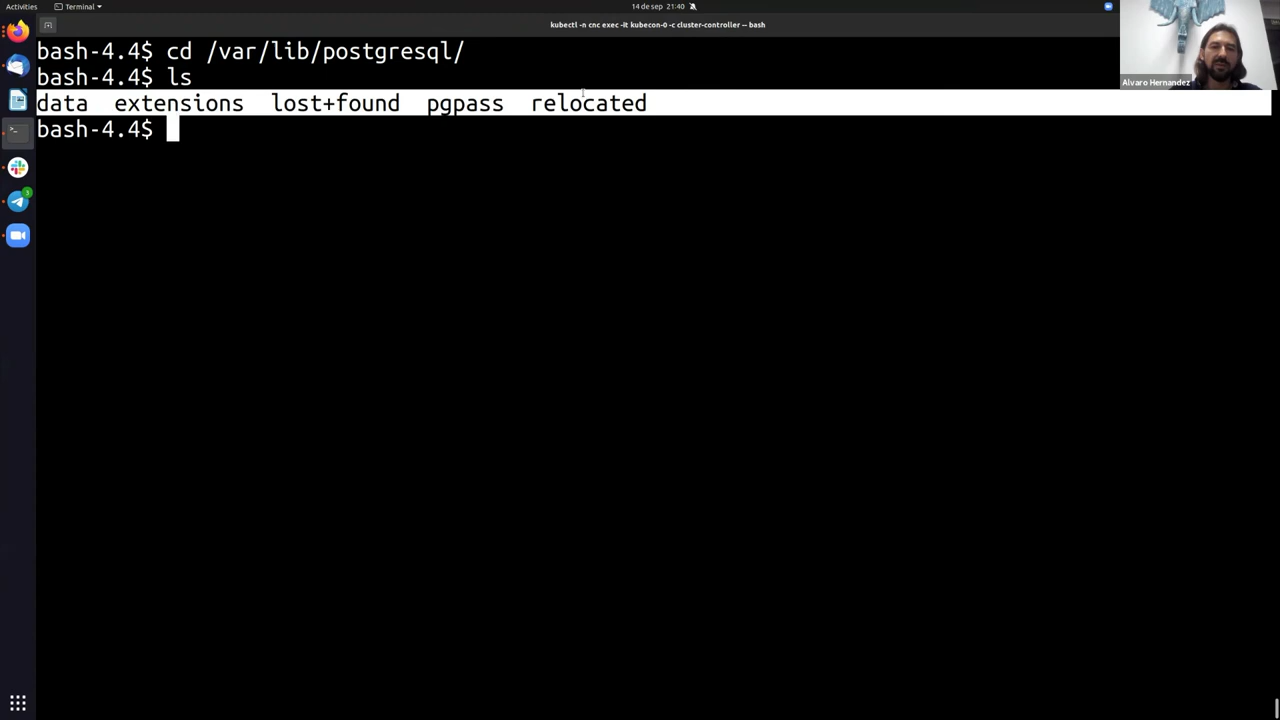 Activities Terminal 14 de sep 21:40
kubectl -n cnc exec -it kubecon-0 -c cluster-controller -- bash
bash-4.4$ cd /var/lib/postgresql/
bash-4.4$ ls
data extensions lost+found pgpass relocated
bash-4.4$
Alvaro Hernandez
3